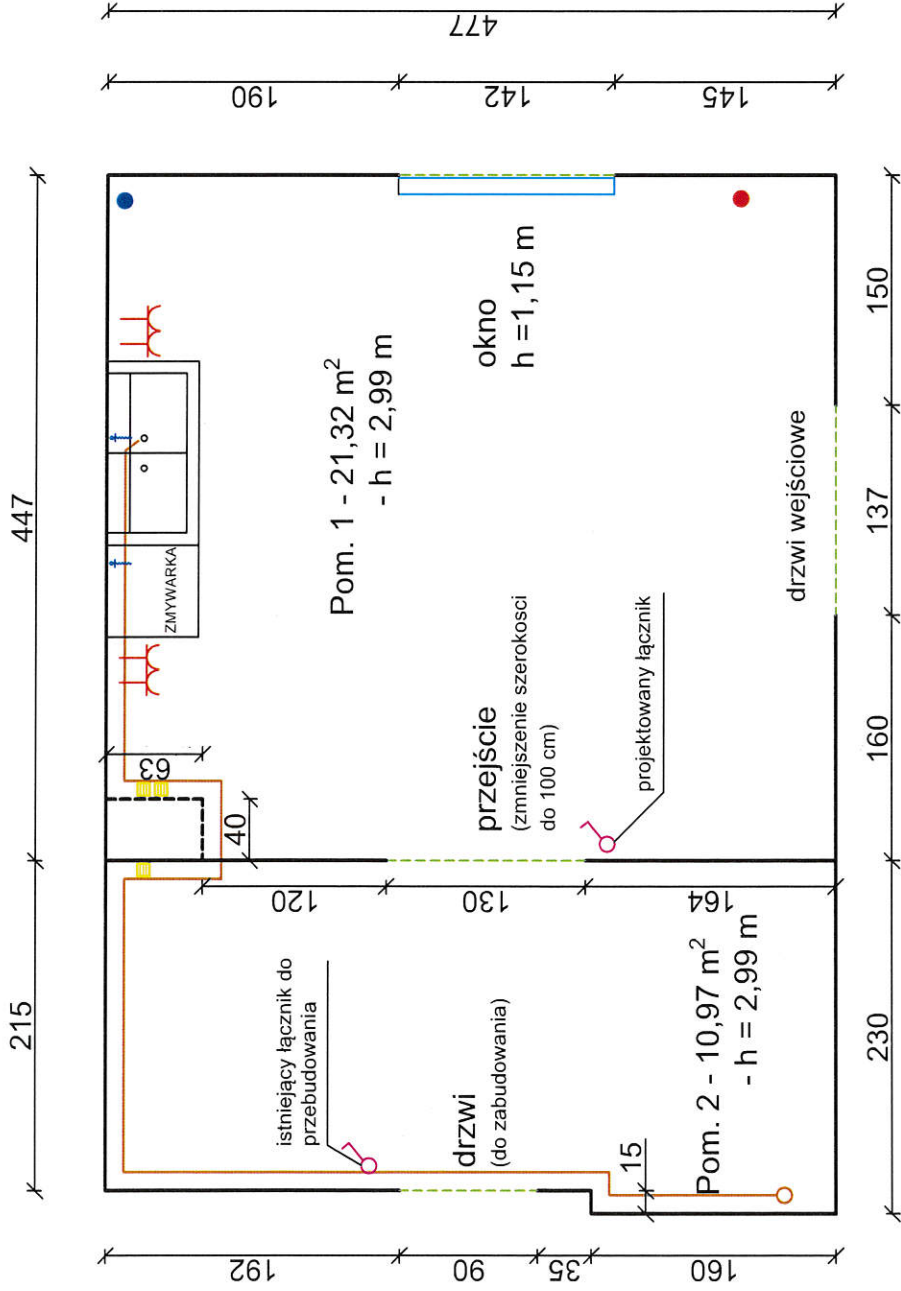 477
190
142
145
447
215
okno
h =1,15 m
Pom. 1 - 21,32 m²
- h = 2,99 m
ZMYWARKA
drzwi wejściowe
przejście
(zmniejszenie szerokosci
do 100 cm)
projektowany łącznik
63
40
120
130
164
istniejący łącznik do
przebudowania
drzwi
(do zabudowania)
Pom. 2 - 10,97 m²
- h = 2,99 m
15
150
137
160
230
192
90
35
160